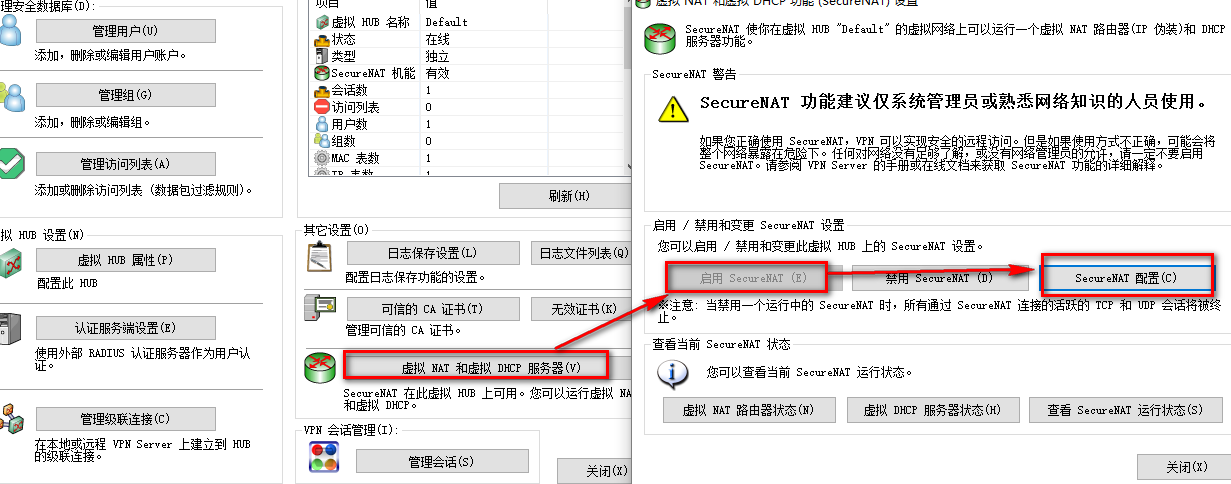 理安全数据库(D):
管理用户(U)
添加，删除或编辑用户账户。
管理组(G)
添加，删除或编辑组。
管理访问列表(A)
添加或删除访问列表 (数据包过滤规则)。
拟 HUB 设置(N)
虚拟 HUB 属性(P)
配置此 HUB
认证服务端设置(E)
使用外部 RADIUS 认证服务器作为用户认
证。
管理级联连接(C)
在本地或远程 VPN Server 上建立到 HUB
的级联连接。
项目 值
虚拟 HUB 名称 Default
状态 在线
类型 独立
SecureNAT 机能 有效
会话数 1
访问列表 0
用户数 1
组数 0
MAC 表数 1
IP 表数 1
刷新(H)
其它设置(O)
日志保存设置(L) 日志文件列表(Q)
配置日志保存功能的设置。
可信的 CA 证书(T) 无效证书(K)
管理可信的 CA 证书。
虚拟 NAT 和虚拟 DHCP 服务器(V)
SecureNAT 在此虚拟 HUB 上可用。您可以运行虚拟 NA
和虚拟 DHCP。
VPN 会话管理(I):
管理会话(S)
关闭(X)
虚拟 NAT 和虚拟 DHCP 功能 (SecureNAT) 设置
SecureNAT 使你在虚拟 HUB "Default" 的虚拟网络上可以运行一个虚拟 NAT 路由器(IP 伪装)和 DHCP
服务器功能。
SecureNAT 警告
SecureNAT 功能建议仅系统管理员或熟悉网络知识的人员使用。
如果您正确使用 SecureNAT，VPN 可以实现安全的远程访问。但是如果使用方式不正确，可能会将
整个网络暴露在危险下。任何对网络没有足够了解，或没有网络管理员的允许，请一定不要启用
SecureNAT。请参阅 VPN Server 的手册或在线文档来获取 SecureNAT 功能的详细解释。
启用 / 禁用和变更 SecureNAT 设置
您可以启用 / 禁用和变更此虚拟 HUB 上的 SecureNAT 设置。
启用 SecureNAT (E) 禁用 SecureNAT (D) SecureNAT 配置(C)
※注意: 当禁用一个运行中的 SecureNAT 时，所有通过 SecureNAT 连接的活跃的 TCP 和 UDP 会话将被终
止。
查看当前 SecureNAT 状态
您可以查看当前 SecureNAT 运行状态。
虚拟 NAT 路由器状态(N) 虚拟 DHCP 服务器状态(H) 查看 SecureNAT 运行状态(S)
关闭(X)